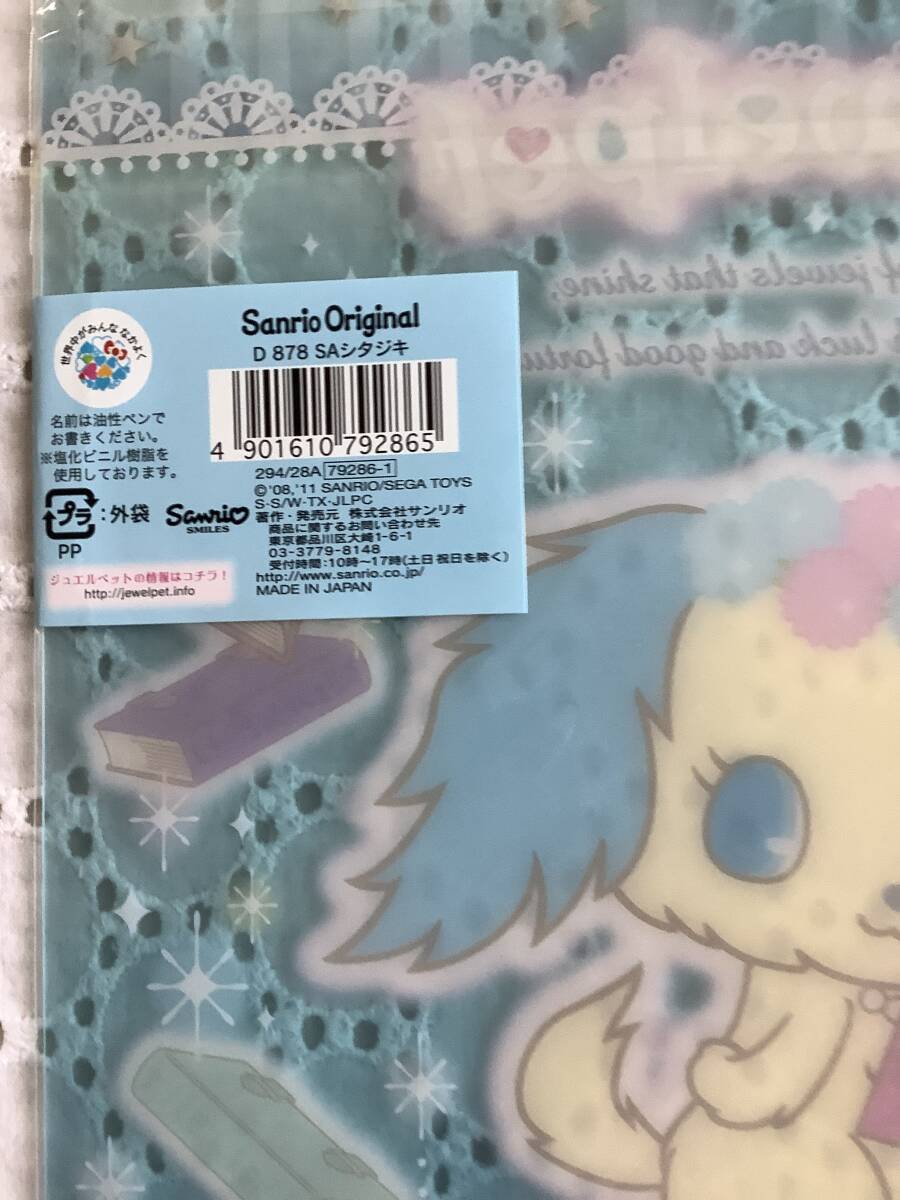 Jewelpet
of jewels that shine,
luck and good fortu
世界中がみんな なかよく
Sanrio Original
D 878 SAシタジキ
4 901610 792865
294/28A 79286-1
©'08,'11 SANRIO/SEGA TOYS
S・S/W・TX・JLPC
著作・発売元 株式会社サンリオ
商品に関するお問い合わせ先
東京都品川区大崎1-6-1
03-3779-8148
受付時間:10時〜17時(土日 祝日を除く)
http://www.sanrio.co.jp/
MADE IN JAPAN
名前は油性ペンで
お書きください。
※塩化ビニル樹脂を
使用しております。
プラ :外袋
PP
Sanrio
SMILES
ジュエルペットの情報はコチラ!
http://jewelpet.info